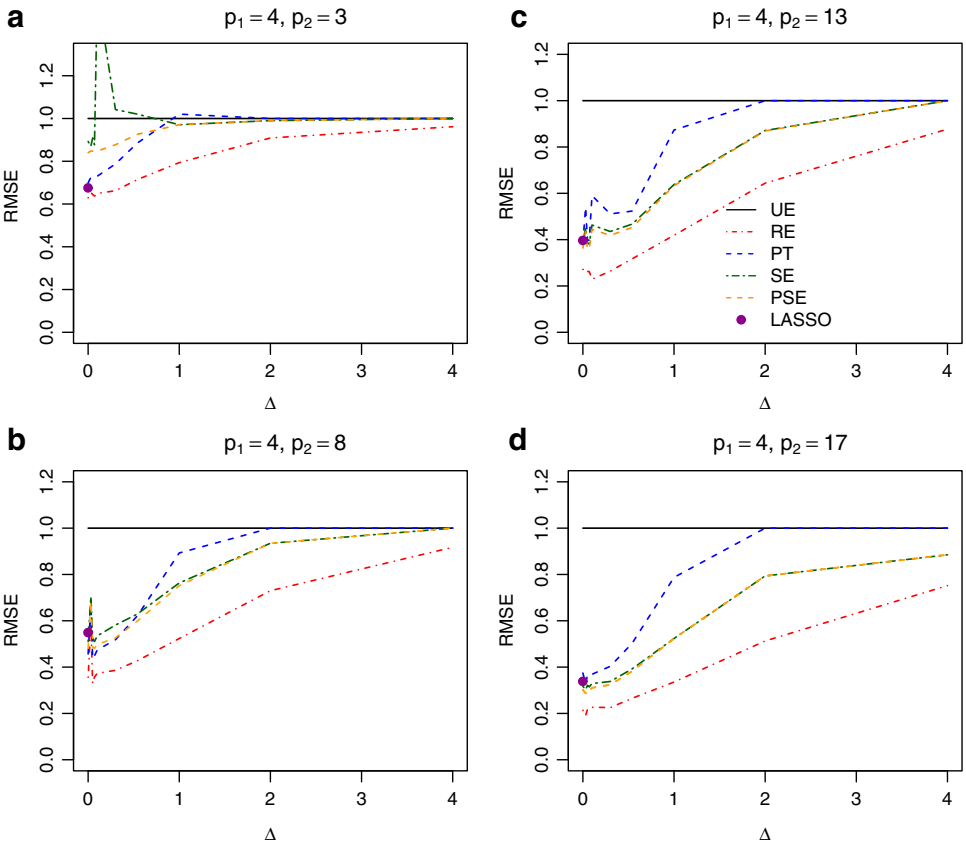 a
p₁ = 4, p₂ = 3
RMSE
0.0 0.2 0.4 0.6 0.8 1.0 1.2
0 1 2 3 4
Δ
c
p₁ = 4, p₂ = 13
RMSE
0.0 0.2 0.4 0.6 0.8 1.0 1.2
UE
RE
PT
SE
PSE
LASSO
0 1 2 3 4
Δ
b
p₁ = 4, p₂ = 8
RMSE
0.0 0.2 0.4 0.6 0.8 1.0 1.2
0 1 2 3 4
Δ
d
p₁ = 4, p₂ = 17
RMSE
0.0 0.2 0.4 0.6 0.8 1.0 1.2
0 1 2 3 4
Δ